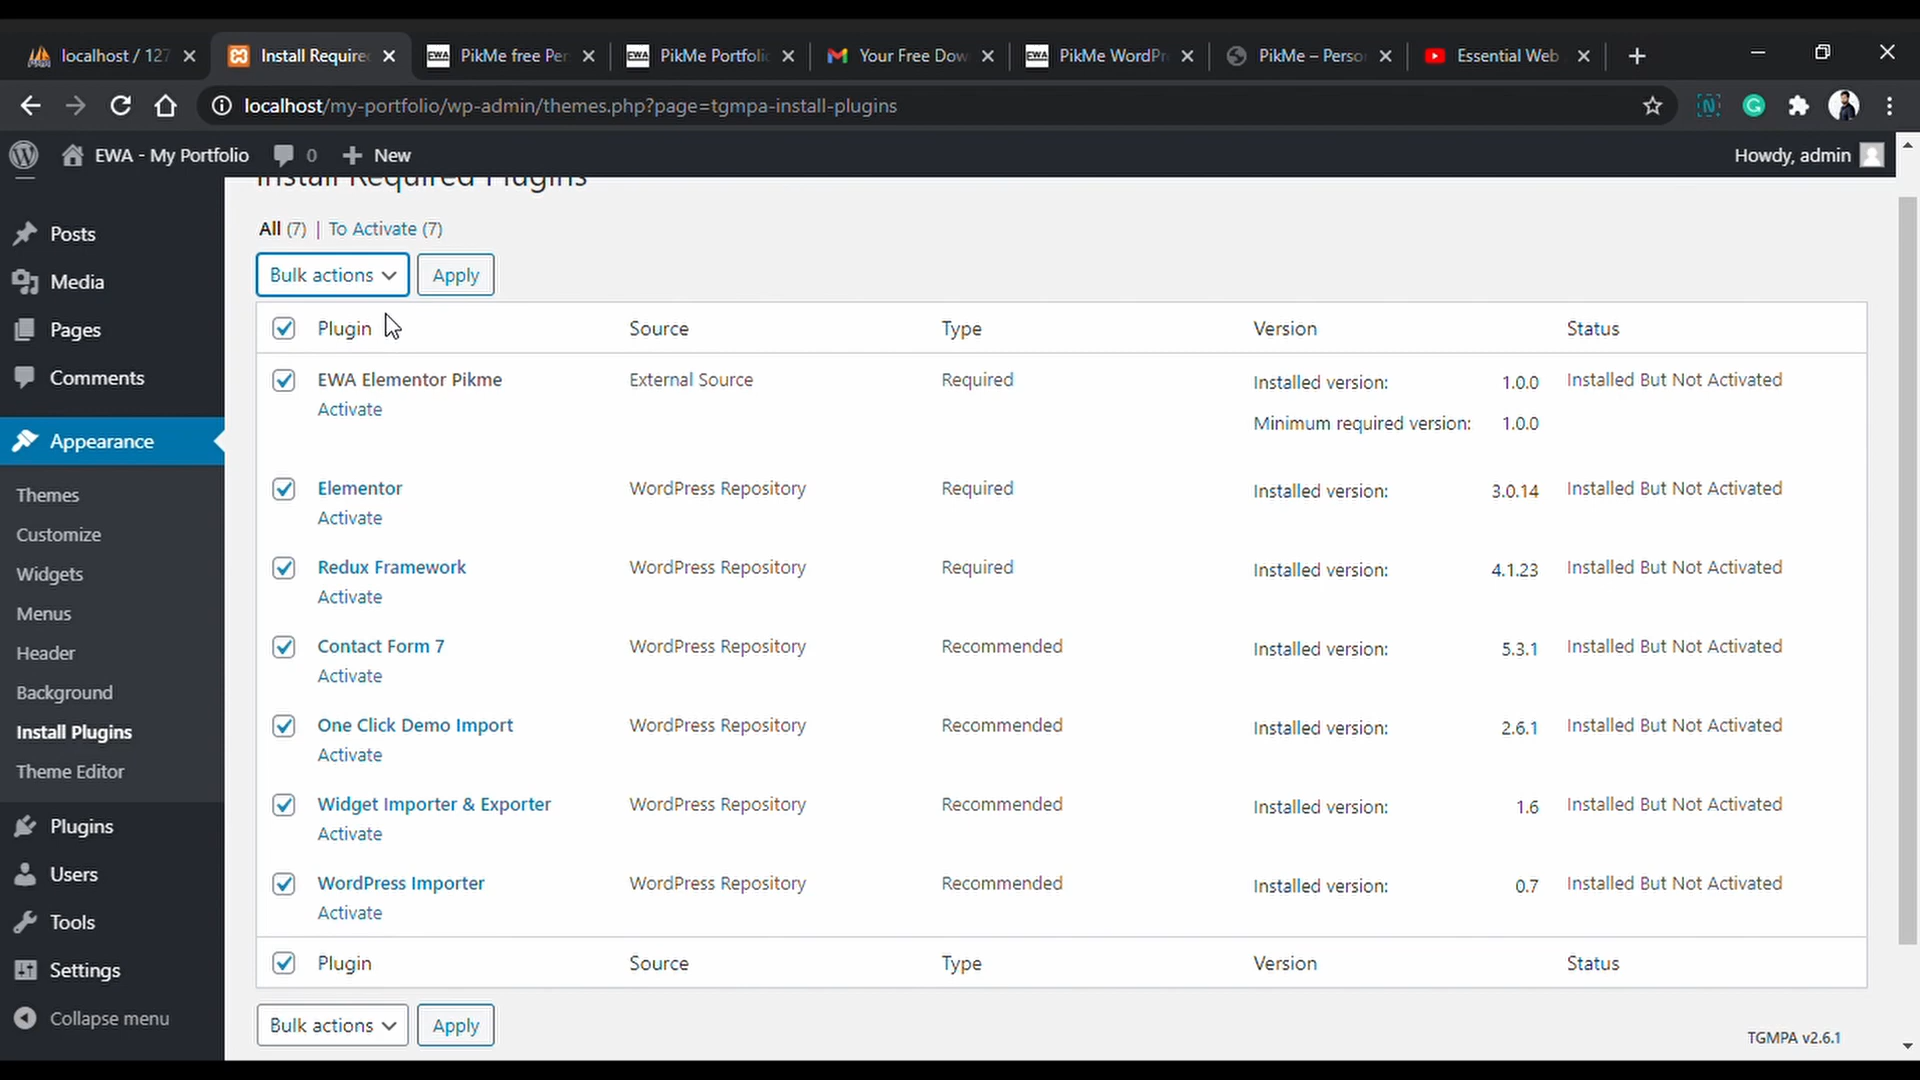 localhost / 127
Install Require
EWA
PikMe free Per
EWA
PikMe Portfoli
Your Free Dow
EWA
PikMe WordPr
PikMe – Perso
Essential Web
localhost/my-portfolio/wp-admin/themes.php?page=tgmpa-install-plugins
EWA - My Portfolio
0
New
Howdy, admin
Install Required Plugins
All (7) | To Activate (7)
Bulk actions
Apply
Plugin Source Type Version Status
EWA Elementor Pikme External Source Required Installed version: 1.0.0 Installed But Not Activated
Activate
Minimum required version: 1.0.0
Elementor WordPress Repository Required Installed version: 3.0.14 Installed But Not Activated
Activate
Redux Framework WordPress Repository Required Installed version: 4.1.23 Installed But Not Activated
Activate
Contact Form 7 WordPress Repository Recommended Installed version: 5.3.1 Installed But Not Activated
Activate
One Click Demo Import WordPress Repository Recommended Installed version: 2.6.1 Installed But Not Activated
Activate
Widget Importer & Exporter WordPress Repository Recommended Installed version: 1.6 Installed But Not Activated
Activate
WordPress Importer WordPress Repository Recommended Installed version: 0.7 Installed But Not Activated
Activate
Plugin Source Type Version Status
Bulk actions
Apply
TGMPA v2.6.1
Posts
Media
Pages
Comments
Appearance
Themes
Customize
Widgets
Menus
Header
Background
Install Plugins
Theme Editor
Plugins
Users
Tools
Settings
Collapse menu